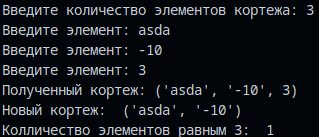 Введите количество элементов кортежа: 3
Введите элемент: asda
Введите элемент: -10
Введите элемент: 3
Полученный кортеж: ('asda', '-10', 3)
Новый кортеж:  ('asda', '-10')
Колличество элементов равным 3:  1